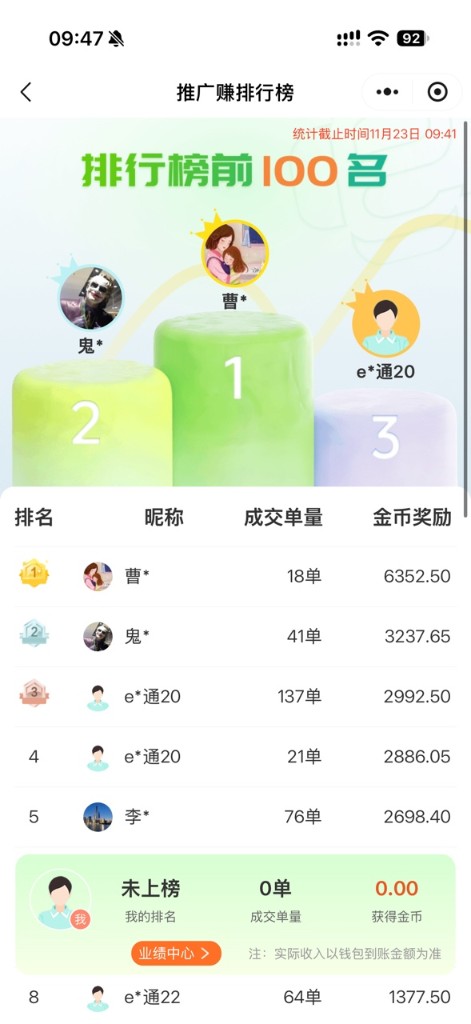 09:47
92
推广赚排行榜
统计截止时间11月23日 09:41
排行榜前100名
曹*
鬼*
e*通20
1
2
3
排名 昵称 成交单量 金币奖励
1 曹* 18单 6352.50
2 鬼* 41单 3237.65
3 e*通20 137单 2992.50
4 e*通20 21单 2886.05
5 李* 76单 2698.40
我
未上榜 0单 0.00
我的排名 成交单量 获得金币
业绩中心 注：实际收入以钱包到账金额为准
8 e*通22 64单 1377.50